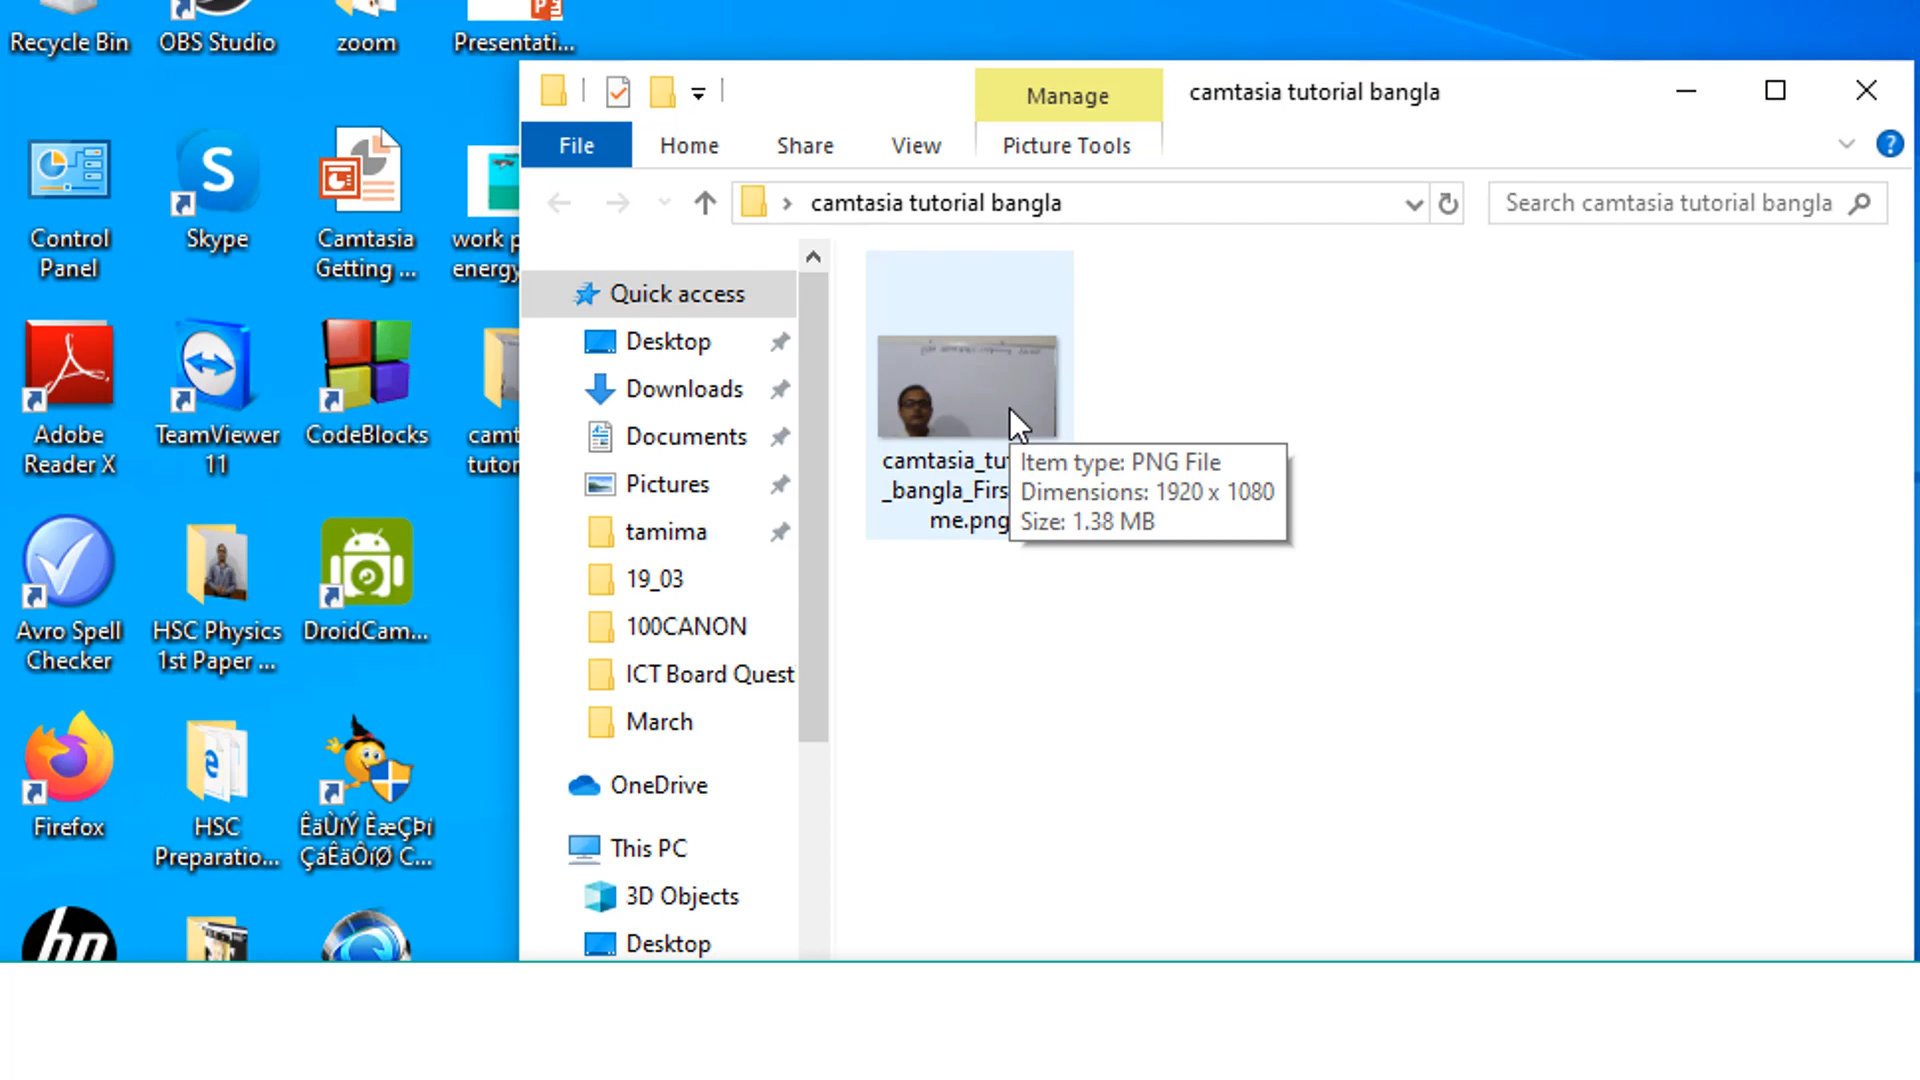 Recycle Bin
OBS Studio
zoom
Presentati...
Manage
camtasia tutorial bangla
File
Home
Share
View
Picture Tools
camtasia tutorial bangla
Search camtasia tutorial bangla
Control
Panel
Skype
Camtasia
Getting ...
work p
energy
Quick access
Desktop
Downloads
Documents
Pictures
tamima
19_03
100CANON
ICT Board Quest
March
OneDrive
This PC
3D Objects
Desktop
camtasia_tu
_bangla_Firs
me.png
Item type: PNG File
Dimensions: 1920 x 1080
Size: 1.38 MB
Adobe
Reader X
TeamViewer
11
CodeBlocks
camt
tutor
Avro Spell
Checker
HSC Physics
1st Paper ...
DroidCam...
Firefox
HSC
Preparatio...
ÊäÙıÝ ÈæÇÞí
ÇáÊäÔíØ C...
hp